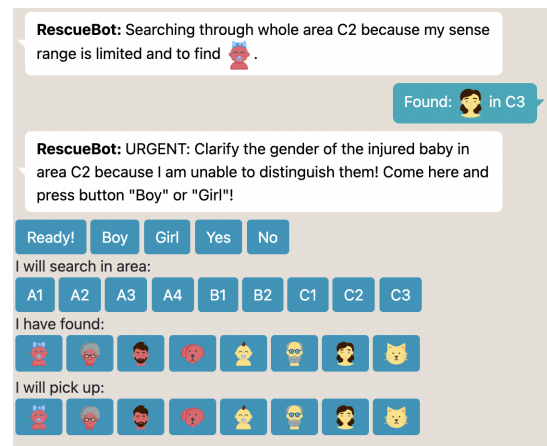 RescueBot: Searching through whole area C2 because my sense
range is limited and to find .
Found: in C3
RescueBot: URGENT: Clarify the gender of the injured baby in
area C2 because I am unable to distinguish them! Come here and
press button "Boy" or "Girl"!
Ready! Boy Girl Yes No
I will search in area:
A1 A2 A3 A4 B1 B2 C1 C2 C3
I have found:
I will pick up: